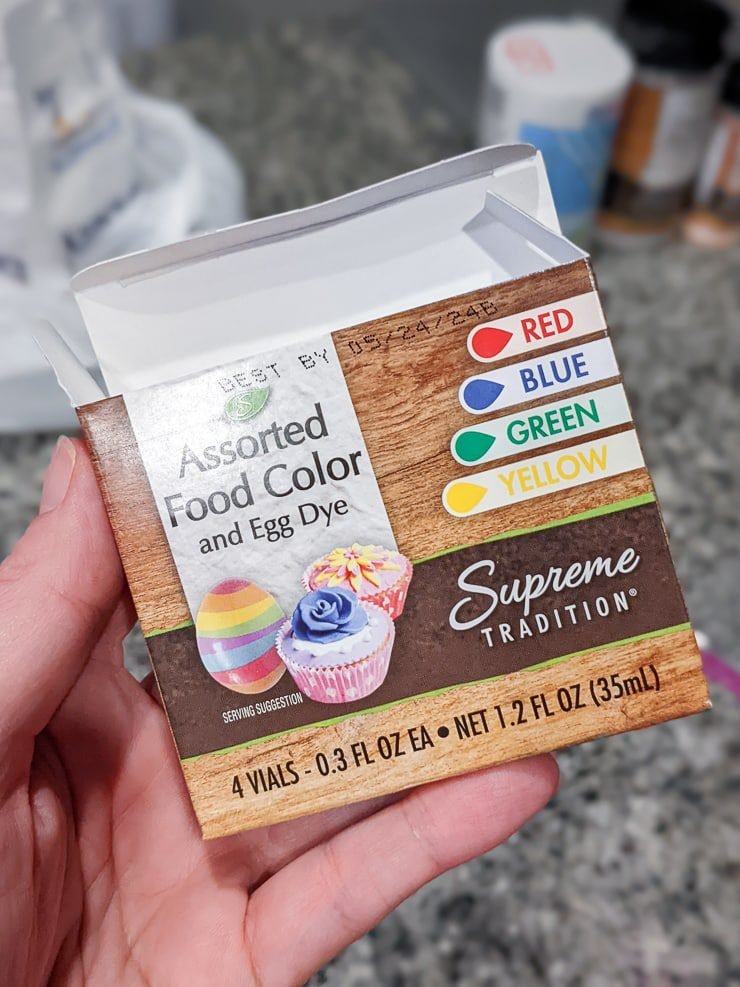 BEST BY 05/24/24B
S
Assorted
Food Color
and Egg Dye
RED
BLUE
GREEN
YELLOW
Supreme
TRADITION®
SERVING SUGGESTION
4 VIALS - 0.3 FL OZ EA • NET 1.2 FL OZ (35mL)